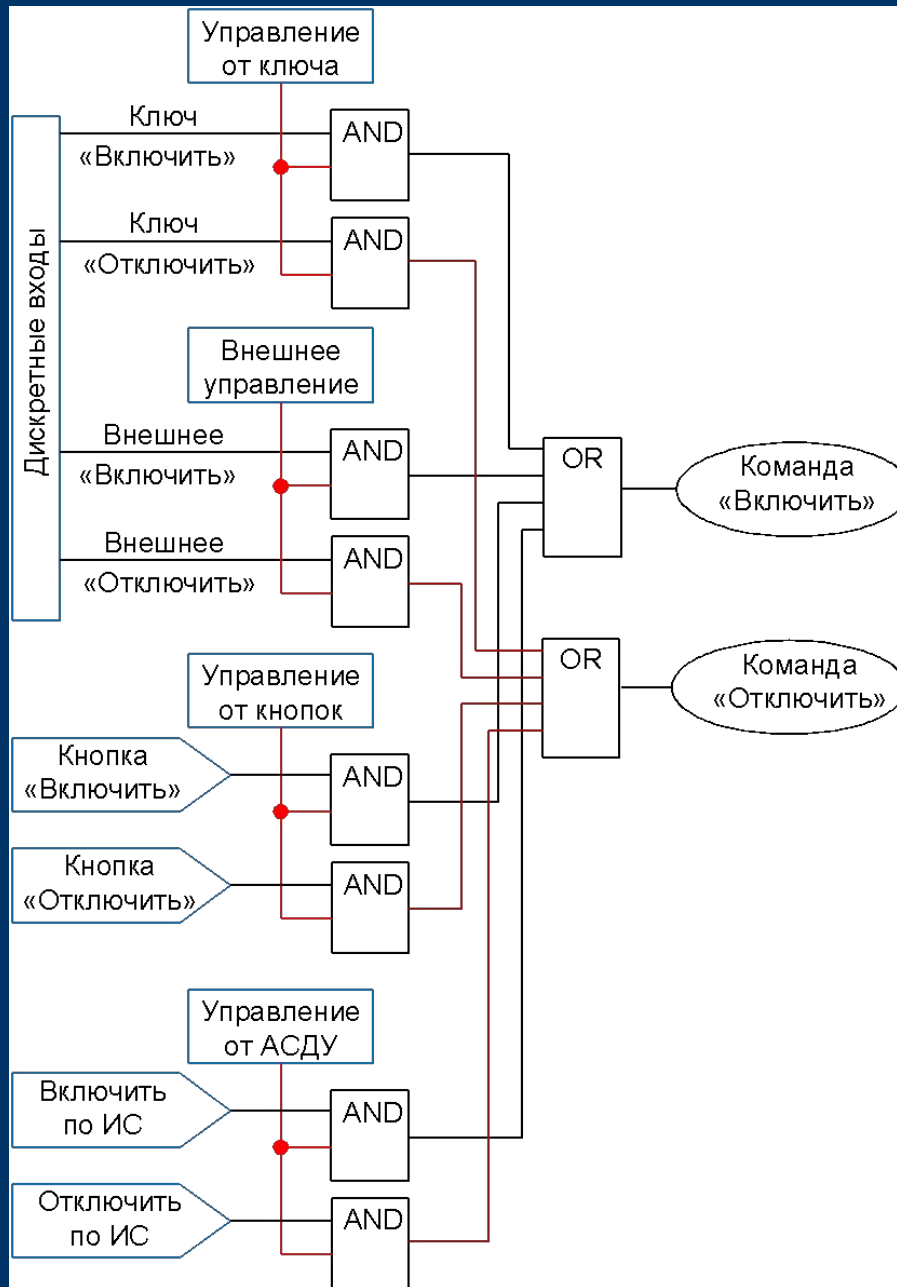 Управление
от ключа
Дискретные входы
Ключ
«Включить»
AND
Ключ
«Отключить»
AND
Внешнее
управление
Внешнее
«Включить»
AND
OR
Команда
«Включить»
Внешнее
«Отключить»
AND
Управление
от кнопок
OR
Команда
«Отключить»
Кнопка
«Включить»
AND
Кнопка
«Отключить»
AND
Управление
от АСДУ
Включить
по ИС
AND
Отключить
по ИС
AND